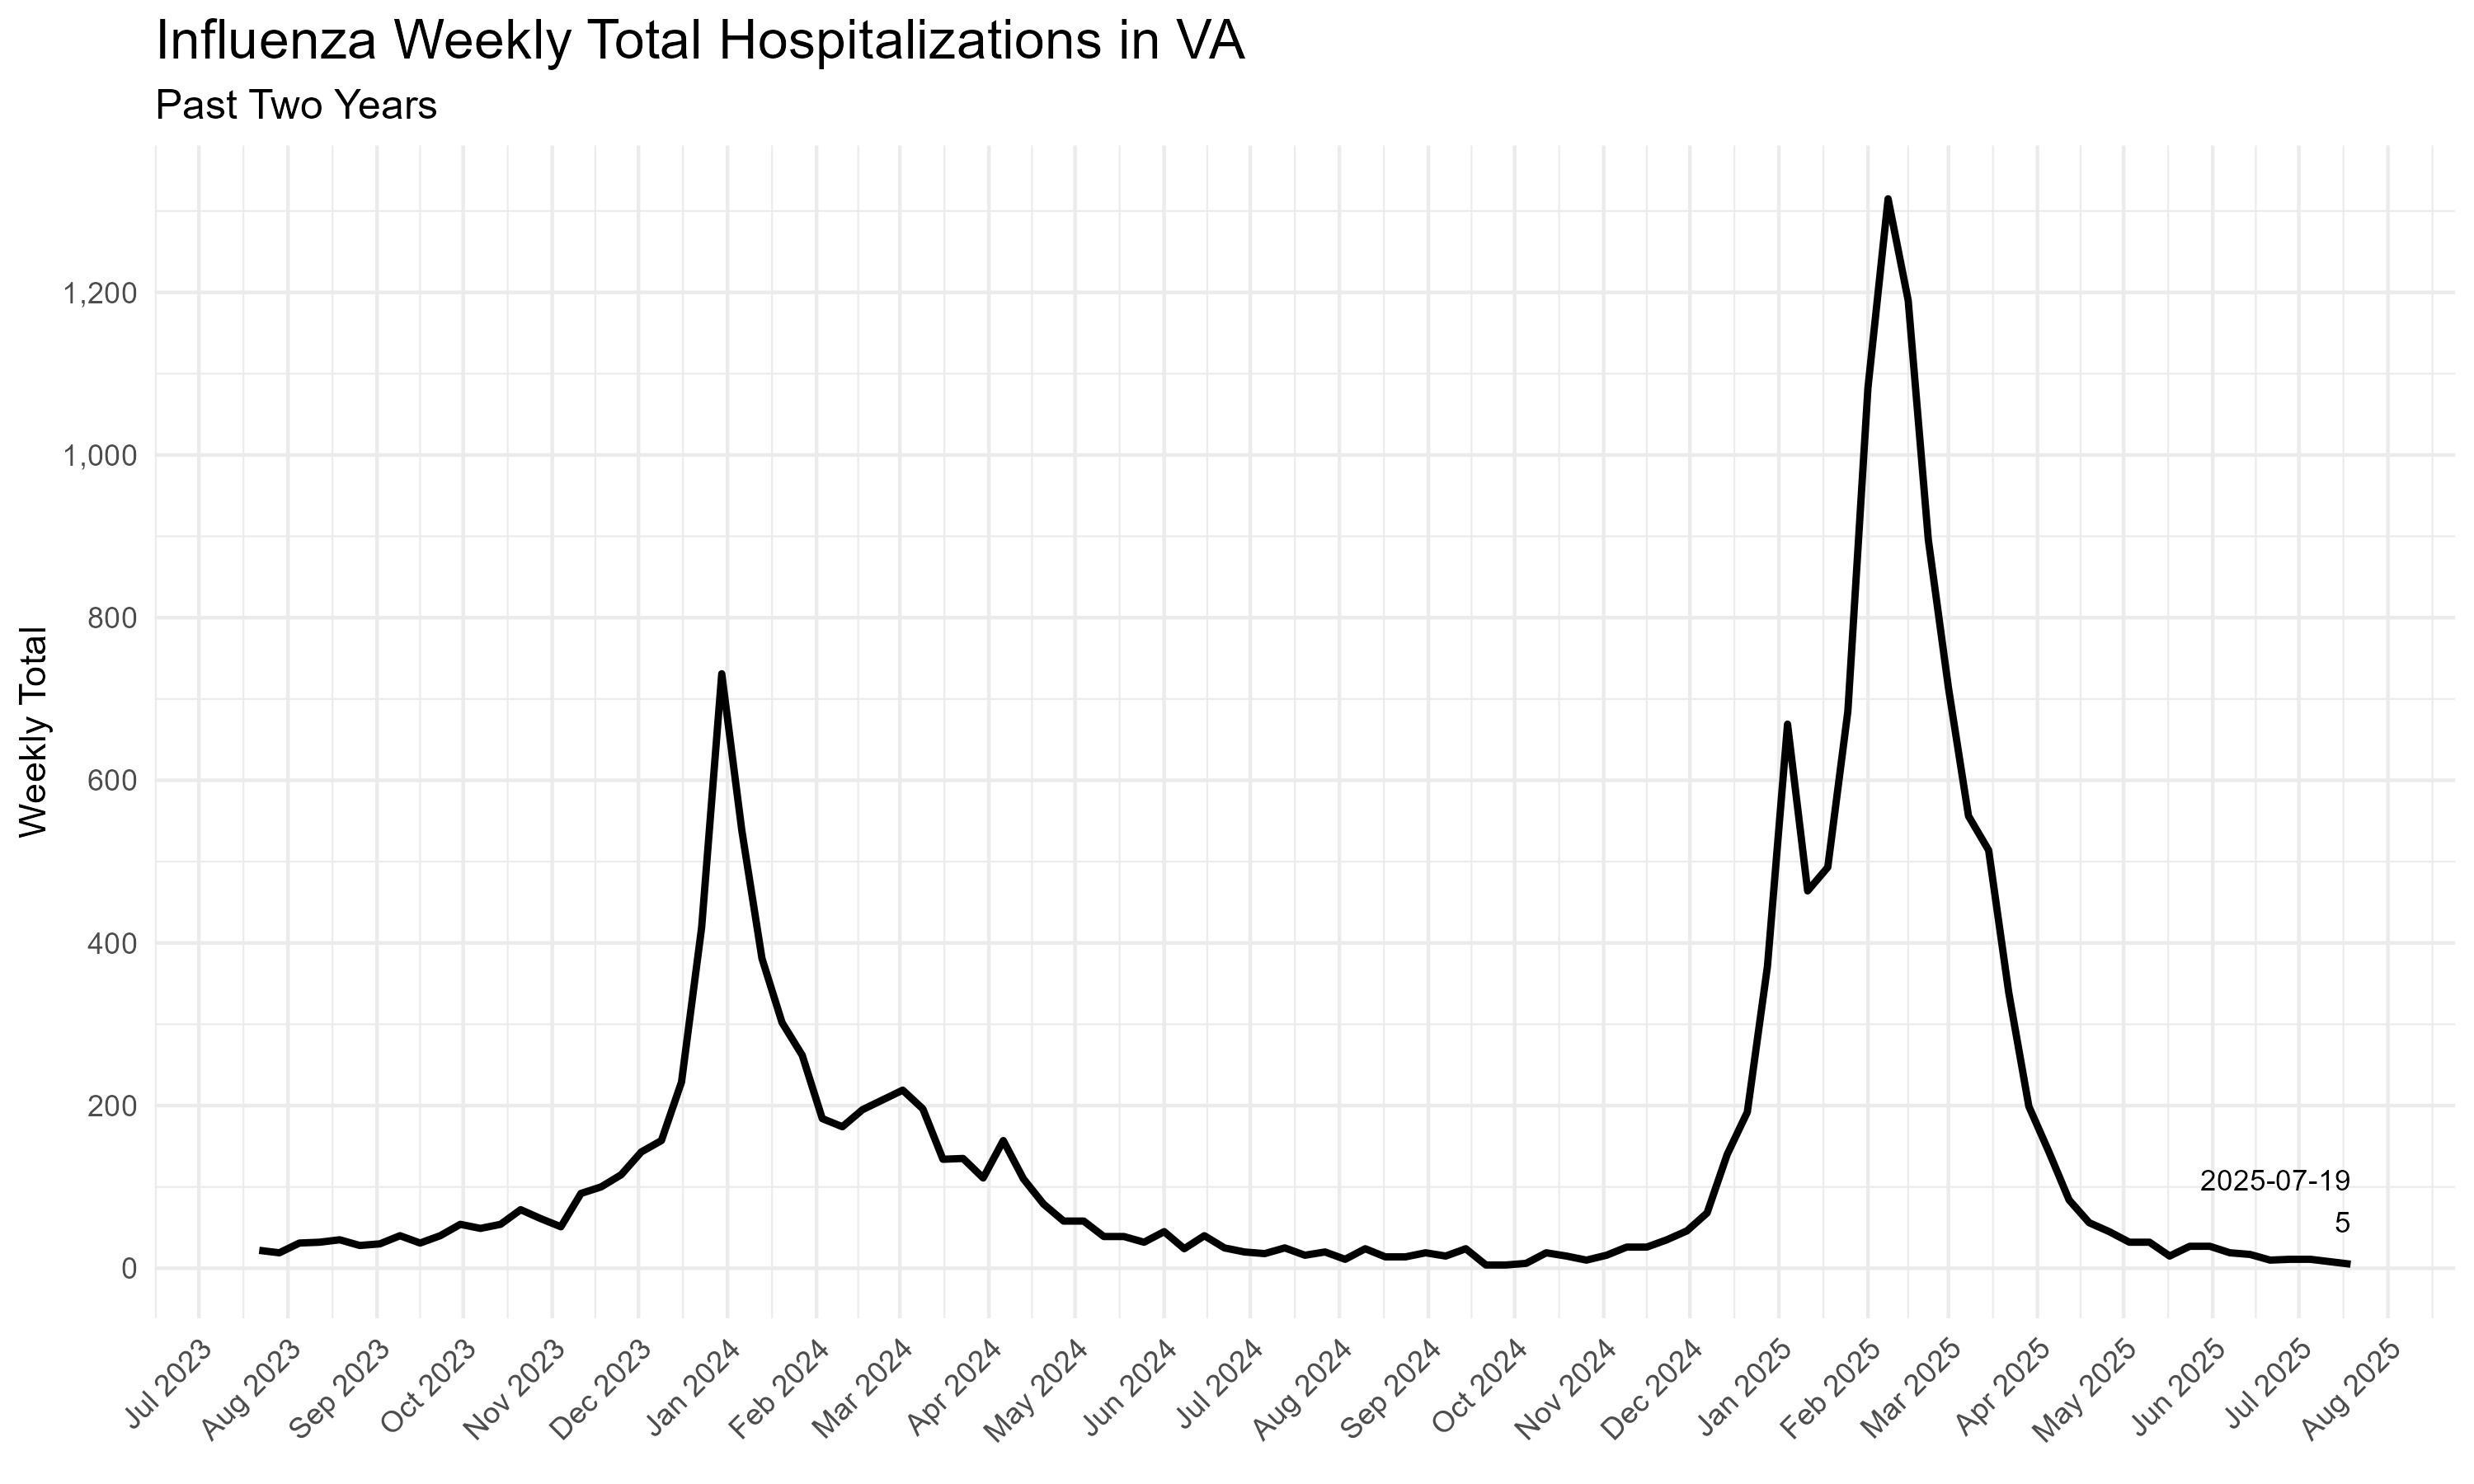 Influenza Weekly Total Hospitalizations in VA
Past Two Years
Weekly Total
1,200
1,000
800
600
400
200
0
2025-07-19
5
Jul 2023
Aug 2023
Sep 2023
Oct 2023
Nov 2023
Dec 2023
Jan 2024
Feb 2024
Mar 2024
Apr 2024
May 2024
Jun 2024
Jul 2024
Aug 2024
Sep 2024
Oct 2024
Nov 2024
Dec 2024
Jan 2025
Feb 2025
Mar 2025
Apr 2025
May 2025
Jun 2025
Jul 2025
Aug 2025